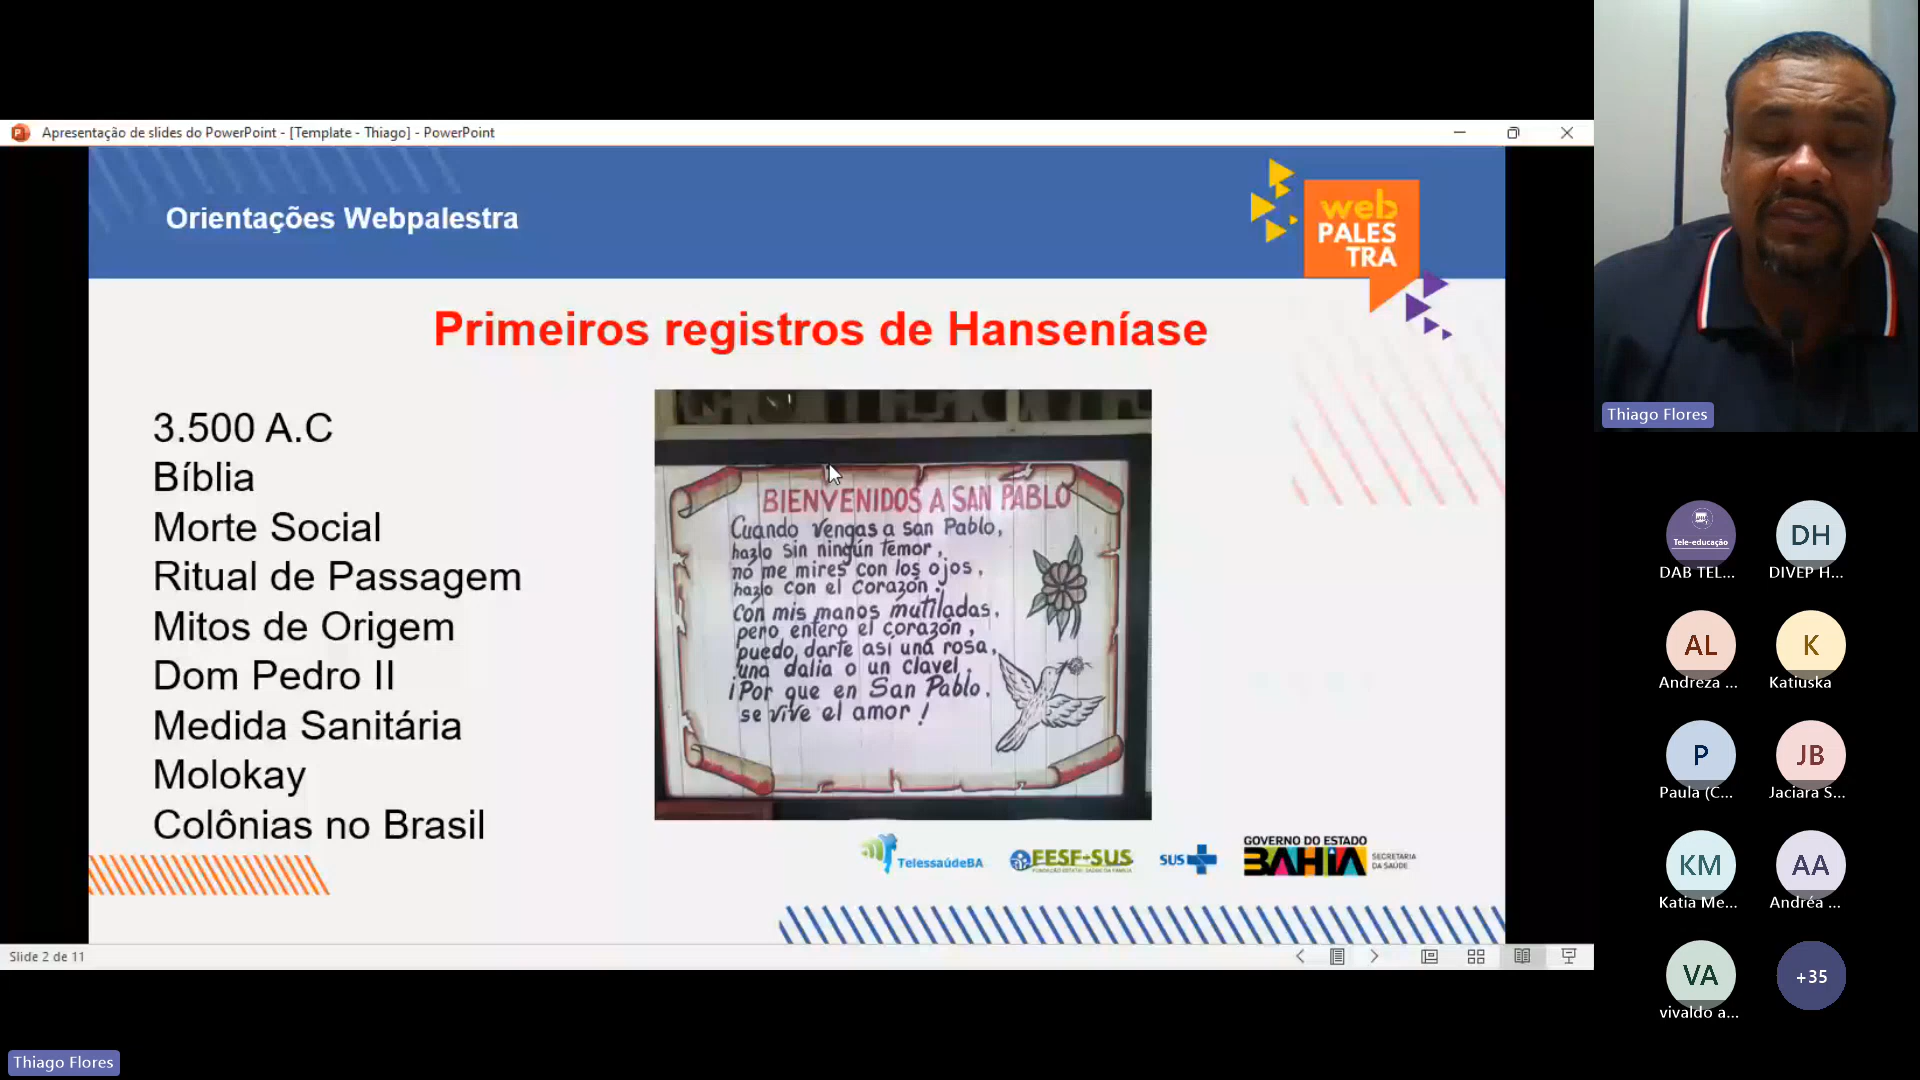 Apresentação de slides do PowerPoint - [Template - Thiago] - PowerPoint
Orientações Webpalestra
web
PALES
TRA
Primeiros registros de Hanseníase
3.500 A.C
Bíblia
Morte Social
Ritual de Passagem
Mitos de Origem
Dom Pedro II
Medida Sanitária
Molokay
Colônias no Brasil
BIENVENIDOS A SAN PABLO
Cuando vengas a san Pablo,
hazlo sin ningún temor,
no me mires con los ojos,
hazlo con el corazón.
Con mis manos mutiladas,
pero entero el corazón,
puedo darte así una rosa,
una dalia o un clavel,
¡Por que en San Pablo,
se vive el amor!
TelessaúdeBA
FESF-SUS
SUS
GOVERNO DO ESTADO
BAHIA
SECRETARIA
DA SAÚDE
Slide 2 de 11
Thiago Flores
Thiago Flores
Tele-educação
DH
DAB TEL...
DIVEP H...
AL
K
Andreza ...
Katiuska
P
JB
Paula (C...
Jaciara S...
KM
AA
Katia Me...
Andréa ...
VA
+35
vivaldo a...